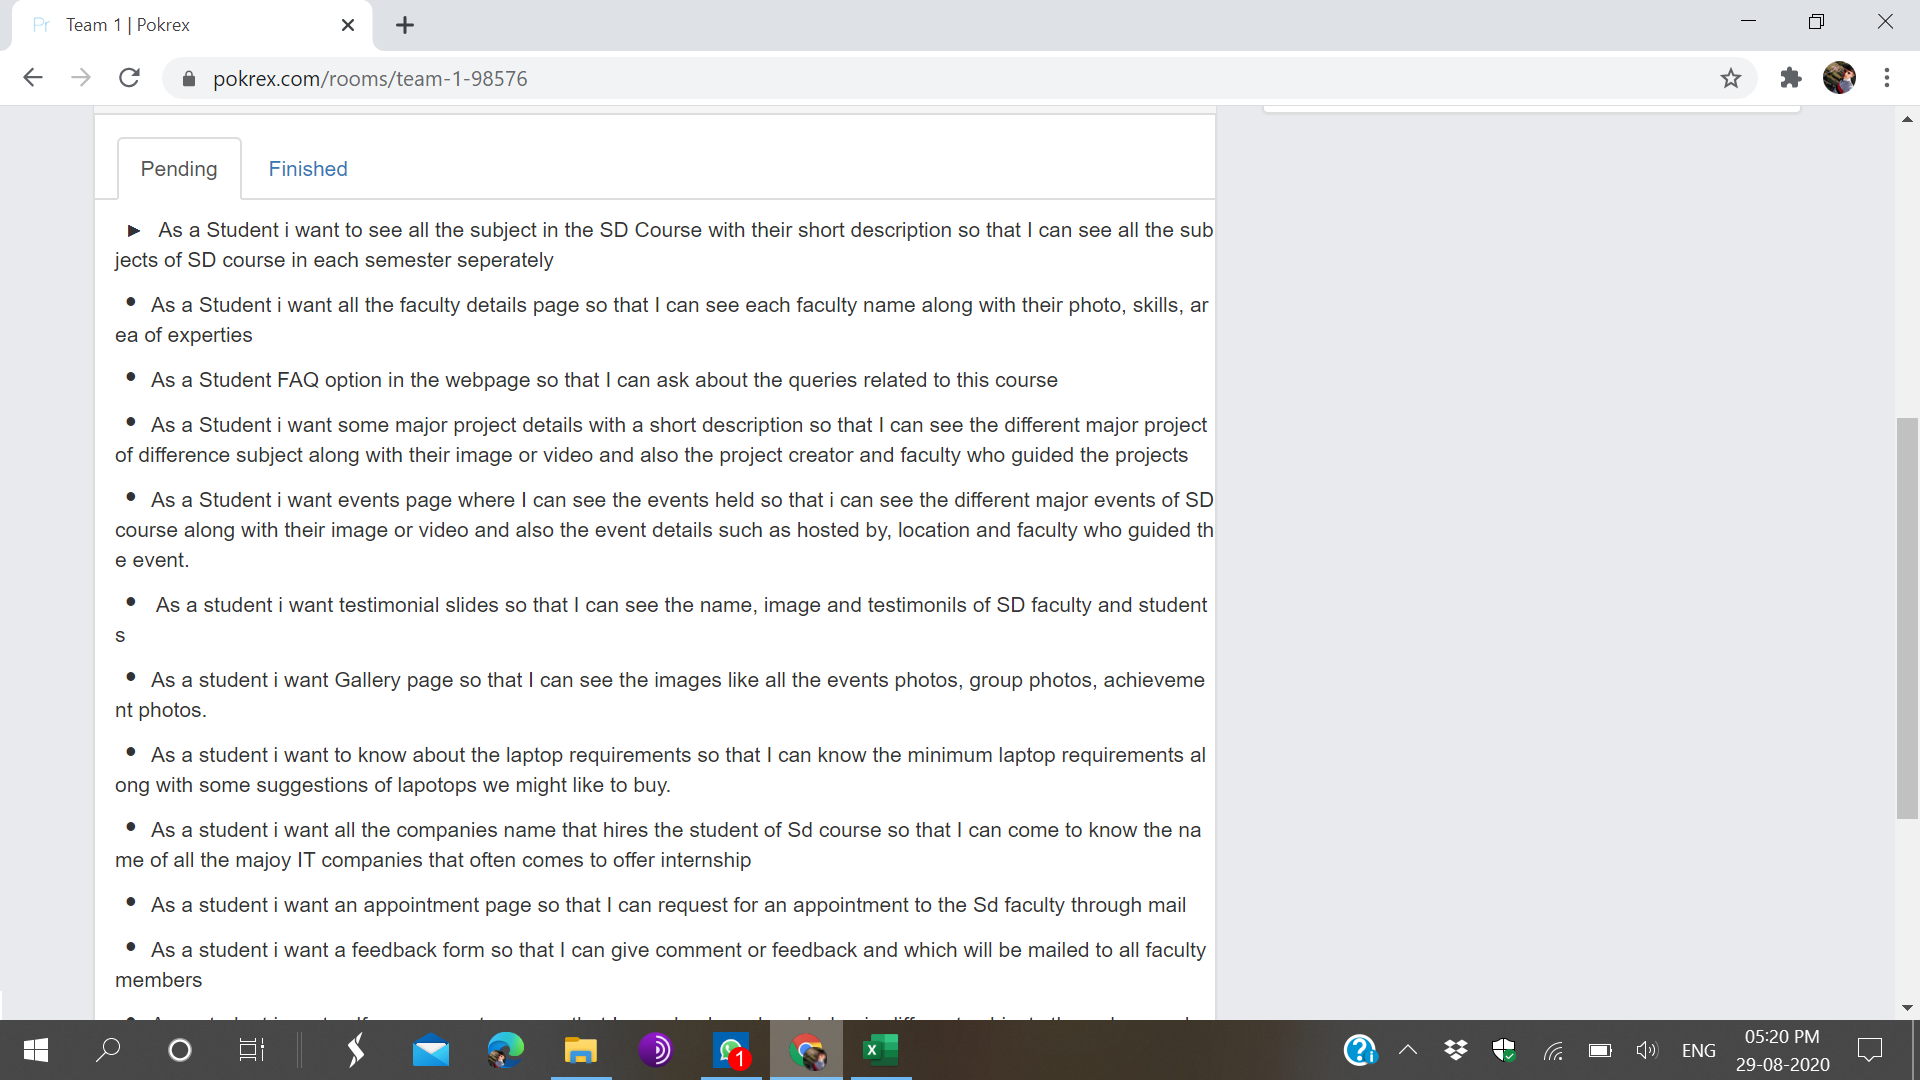 Pr Team 1 | Pokrex
pokrex.com/rooms/team-1-98576
Pending Finished
► As a Student i want to see all the subject in the SD Course with their short description so that I can see all the sub
jects of SD course in each semester seperately
• As a Student i want all the faculty details page so that I can see each faculty name along with their photo, skills, ar
ea of experties
• As a Student FAQ option in the webpage so that I can ask about the queries related to this course
• As a Student i want some major project details with a short description so that I can see the different major project
of difference subject along with their image or video and also the project creator and faculty who guided the projects
• As a Student i want events page where I can see the events held so that i can see the different major events of SD
course along with their image or video and also the event details such as hosted by, location and faculty who guided th
e event.
• As a student i want testimonial slides so that I can see the name, image and testimonils of SD faculty and student
s
• As a student i want Gallery page so that I can see the images like all the events photos, group photos, achieveme
nt photos.
• As a student i want to know about the laptop requirements so that I can know the minimum laptop requirements al
ong with some suggestions of lapotops we might like to buy.
• As a student i want all the companies name that hires the student of Sd course so that I can come to know the na
me of all the majoy IT companies that often comes to offer internship
• As a student i want an appointment page so that I can request for an appointment to the Sd faculty through mail
• As a student i want a feedback form so that I can give comment or feedback and which will be mailed to all faculty
members
1
ENG
05:20 PM
29-08-2020